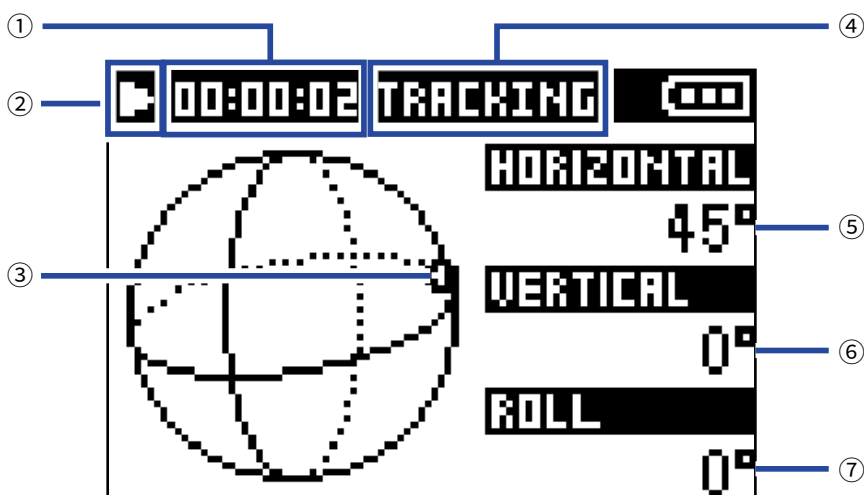 ① ④
② 00:00:02 TRACKING
HORIZONTAL
45° ⑤
③ VERTICAL
0° ⑥
ROLL
0° ⑦